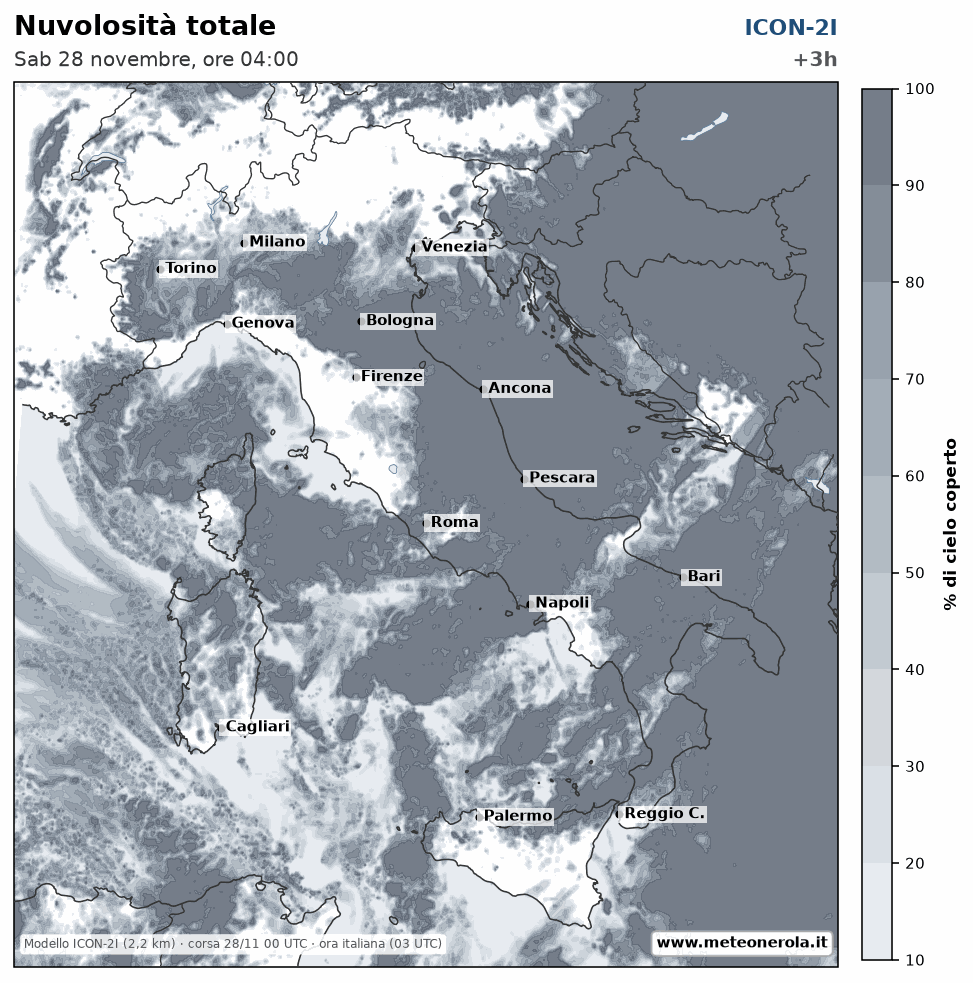 Nuvolosità totale
ICON-2I
Sab 28 novembre, ore 04:00
+3h
100
90
80
70
60
50
40
30
20
10
% di cielo coperto
Milano
Venezia
Torino
Genova
Bologna
Firenze
Ancona
Pescara
Roma
Bari
Napoli
Cagliari
Palermo
Reggio C.
Modello ICON-2I (2,2 km) · corsa 28/11 00 UTC · ora italiana (03 UTC)
www.meteonerola.it